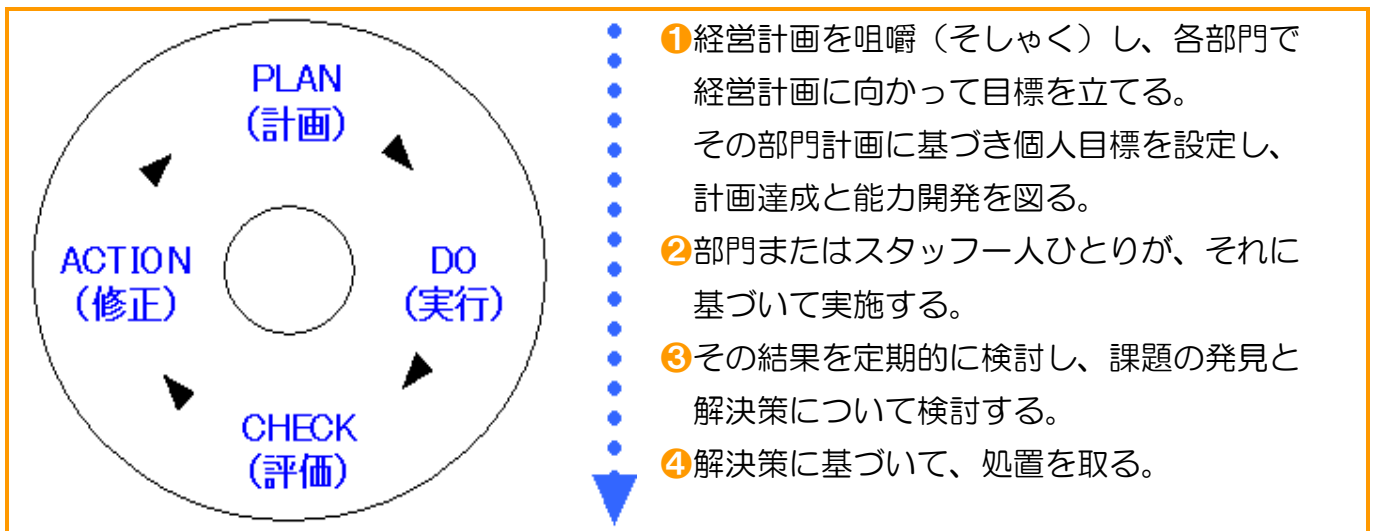 PLAN
(計画)
ACTION
(修正)
DO
(実行)
CHECK
(評価)
❶経営計画を咀嚼（そしゃく）し、各部門で
経営計画に向かって目標を立てる。
その部門計画に基づき個人目標を設定し、
計画達成と能力開発を図る。
❷部門またはスタッフ一人ひとりが、それに
基づいて実施する。
❸その結果を定期的に検討し、課題の発見と
解決策について検討する。
❹解決策に基づいて、処置を取る。